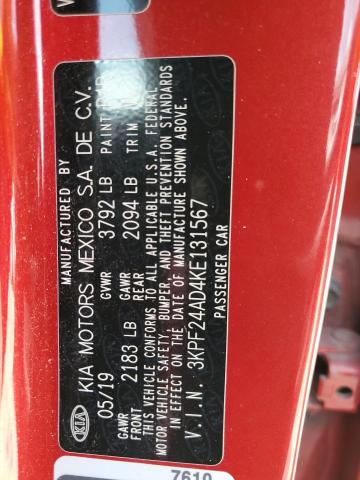 MANUFACTURED BY
KIA MOTORS MEXICO S.A. DE C.V.
05/19 GVWR 3792 LB PAINT
GAWR FRONT 2183 LB GAWR REAR 2094 LB TRIM
THIS VEHICLE CONFORMS TO ALL APPLICABLE U.S.A. FEDERAL
MOTOR VEHICLE SAFETY, BUMPER, AND THEFT PREVENTION STANDARDS
IN EFFECT ON THE DATE OF MANUFACTURE SHOWN ABOVE.
V.I.N. 3KPF24AD4KE131567
PASSENGER CAR
KIA
7610